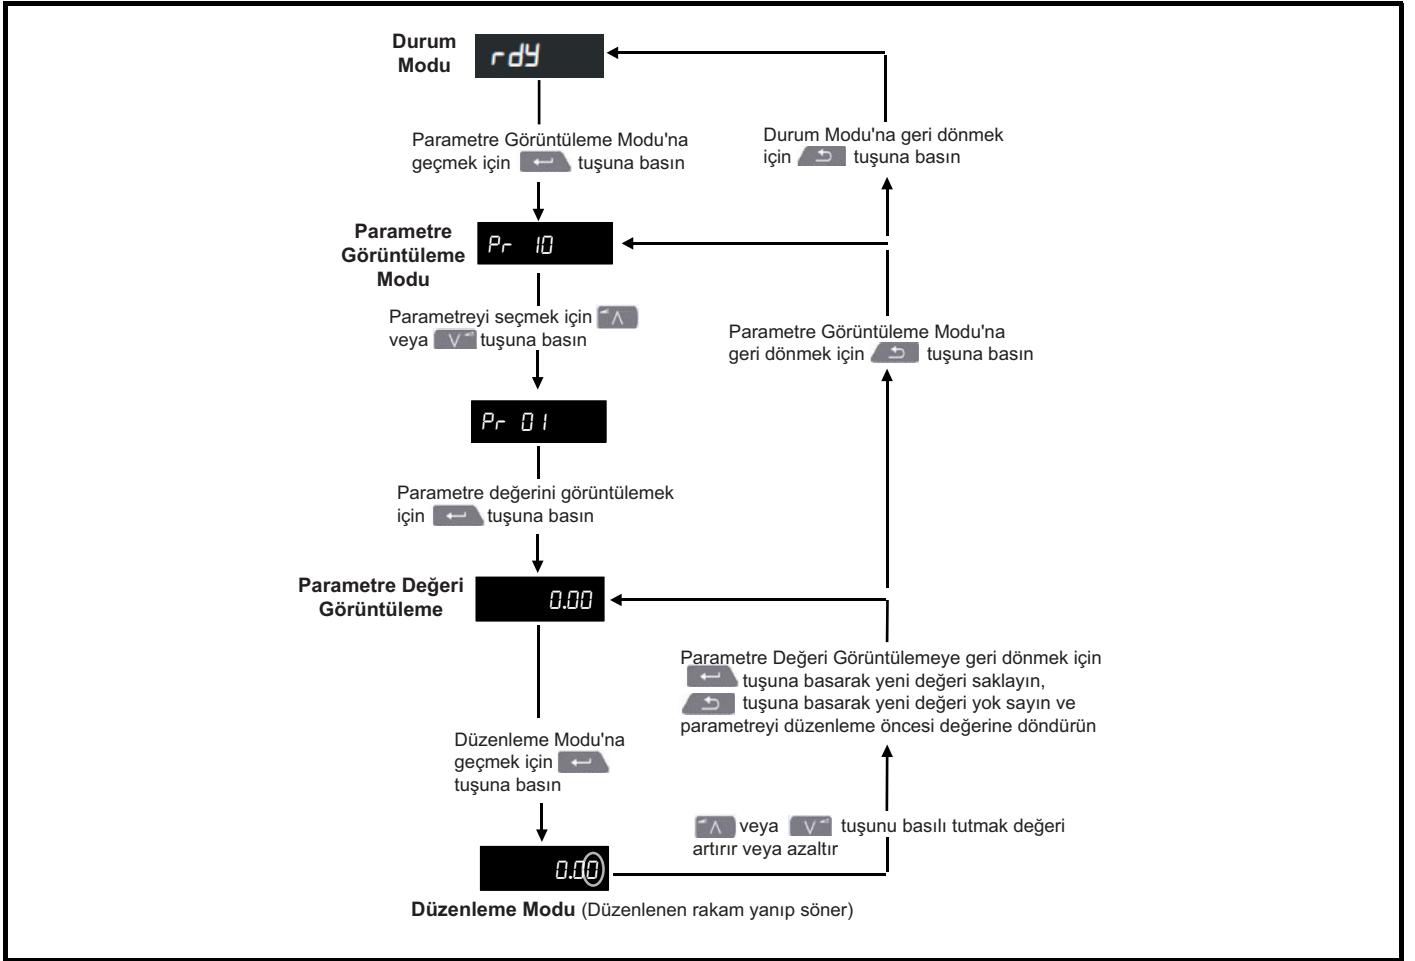 Durum
Modu
rdy
Parametre Görüntüleme Modu'na
geçmek için tuşuna basın
Durum Modu'na geri dönmek
için tuşuna basın
Parametre
Görüntüleme
Modu
Pr 10
Parametreyi seçmek için
veya tuşuna basın
Parametre Görüntüleme Modu'na
geri dönmek için tuşuna basın
Pr 01
Parametre değerini görüntülemek
için tuşuna basın
Parametre Değeri
Görüntüleme
0.00
Parametre Değeri Görüntülemeye geri dönmek için
tuşuna basarak yeni değeri saklayın,
tuşuna basarak yeni değeri yok sayın ve
parametreyi düzenleme öncesi değerine döndürün
Düzenleme Modu'na
geçmek için
tuşuna basın
veya tuşunu basılı tutmak değeri
artırır veya azaltır
0.00
Düzenleme Modu (Düzenlenen rakam yanıp söner)